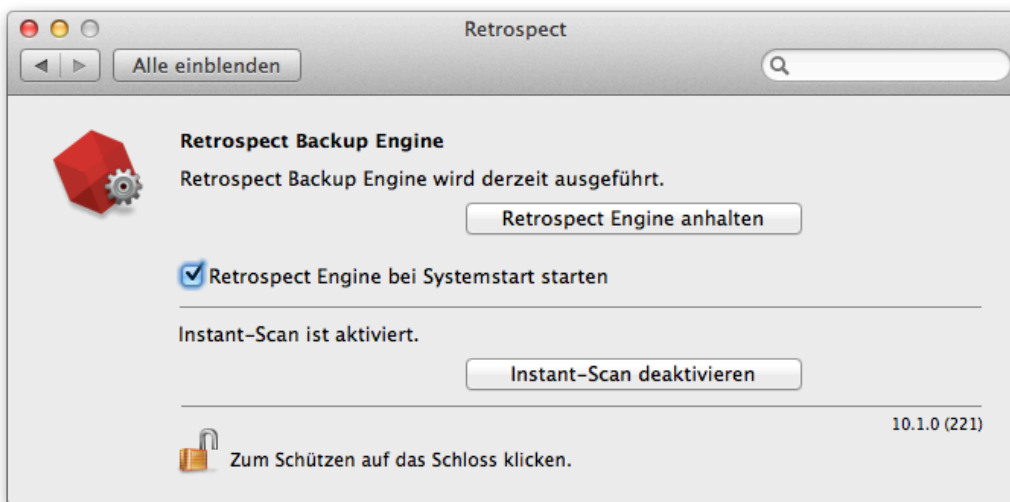 Retrospect
Alle einblenden
Retrospect Backup Engine
Retrospect Backup Engine wird derzeit ausgeführt.
Retrospect Engine anhalten
Retrospect Engine bei Systemstart starten
Instant-Scan ist aktiviert.
Instant-Scan deaktivieren
10.1.0 (221)
Zum Schützen auf das Schloss klicken.